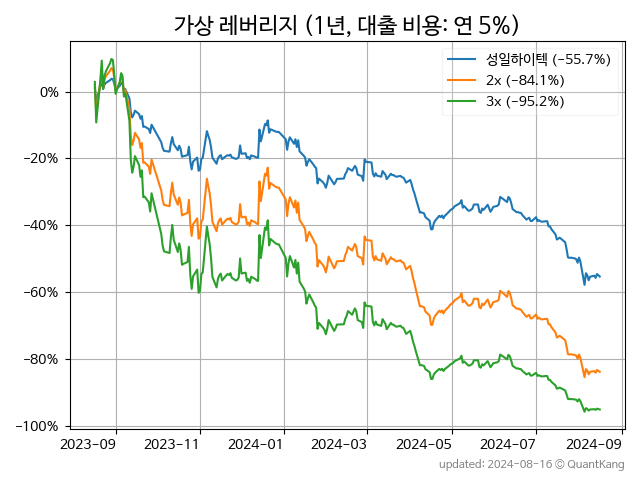 가상 레버리지 (1년, 대출 비용: 연 5%)
성일하이텍 (−55.7%)
2x (−84.1%)
3x (−95.2%)
0%
−20%
−40%
−60%
−80%
−100%
2023−09 2023−11 2024−01 2024−03 2024−05 2024−07 2024−09
updated: 2024-08-16 © QuantKang